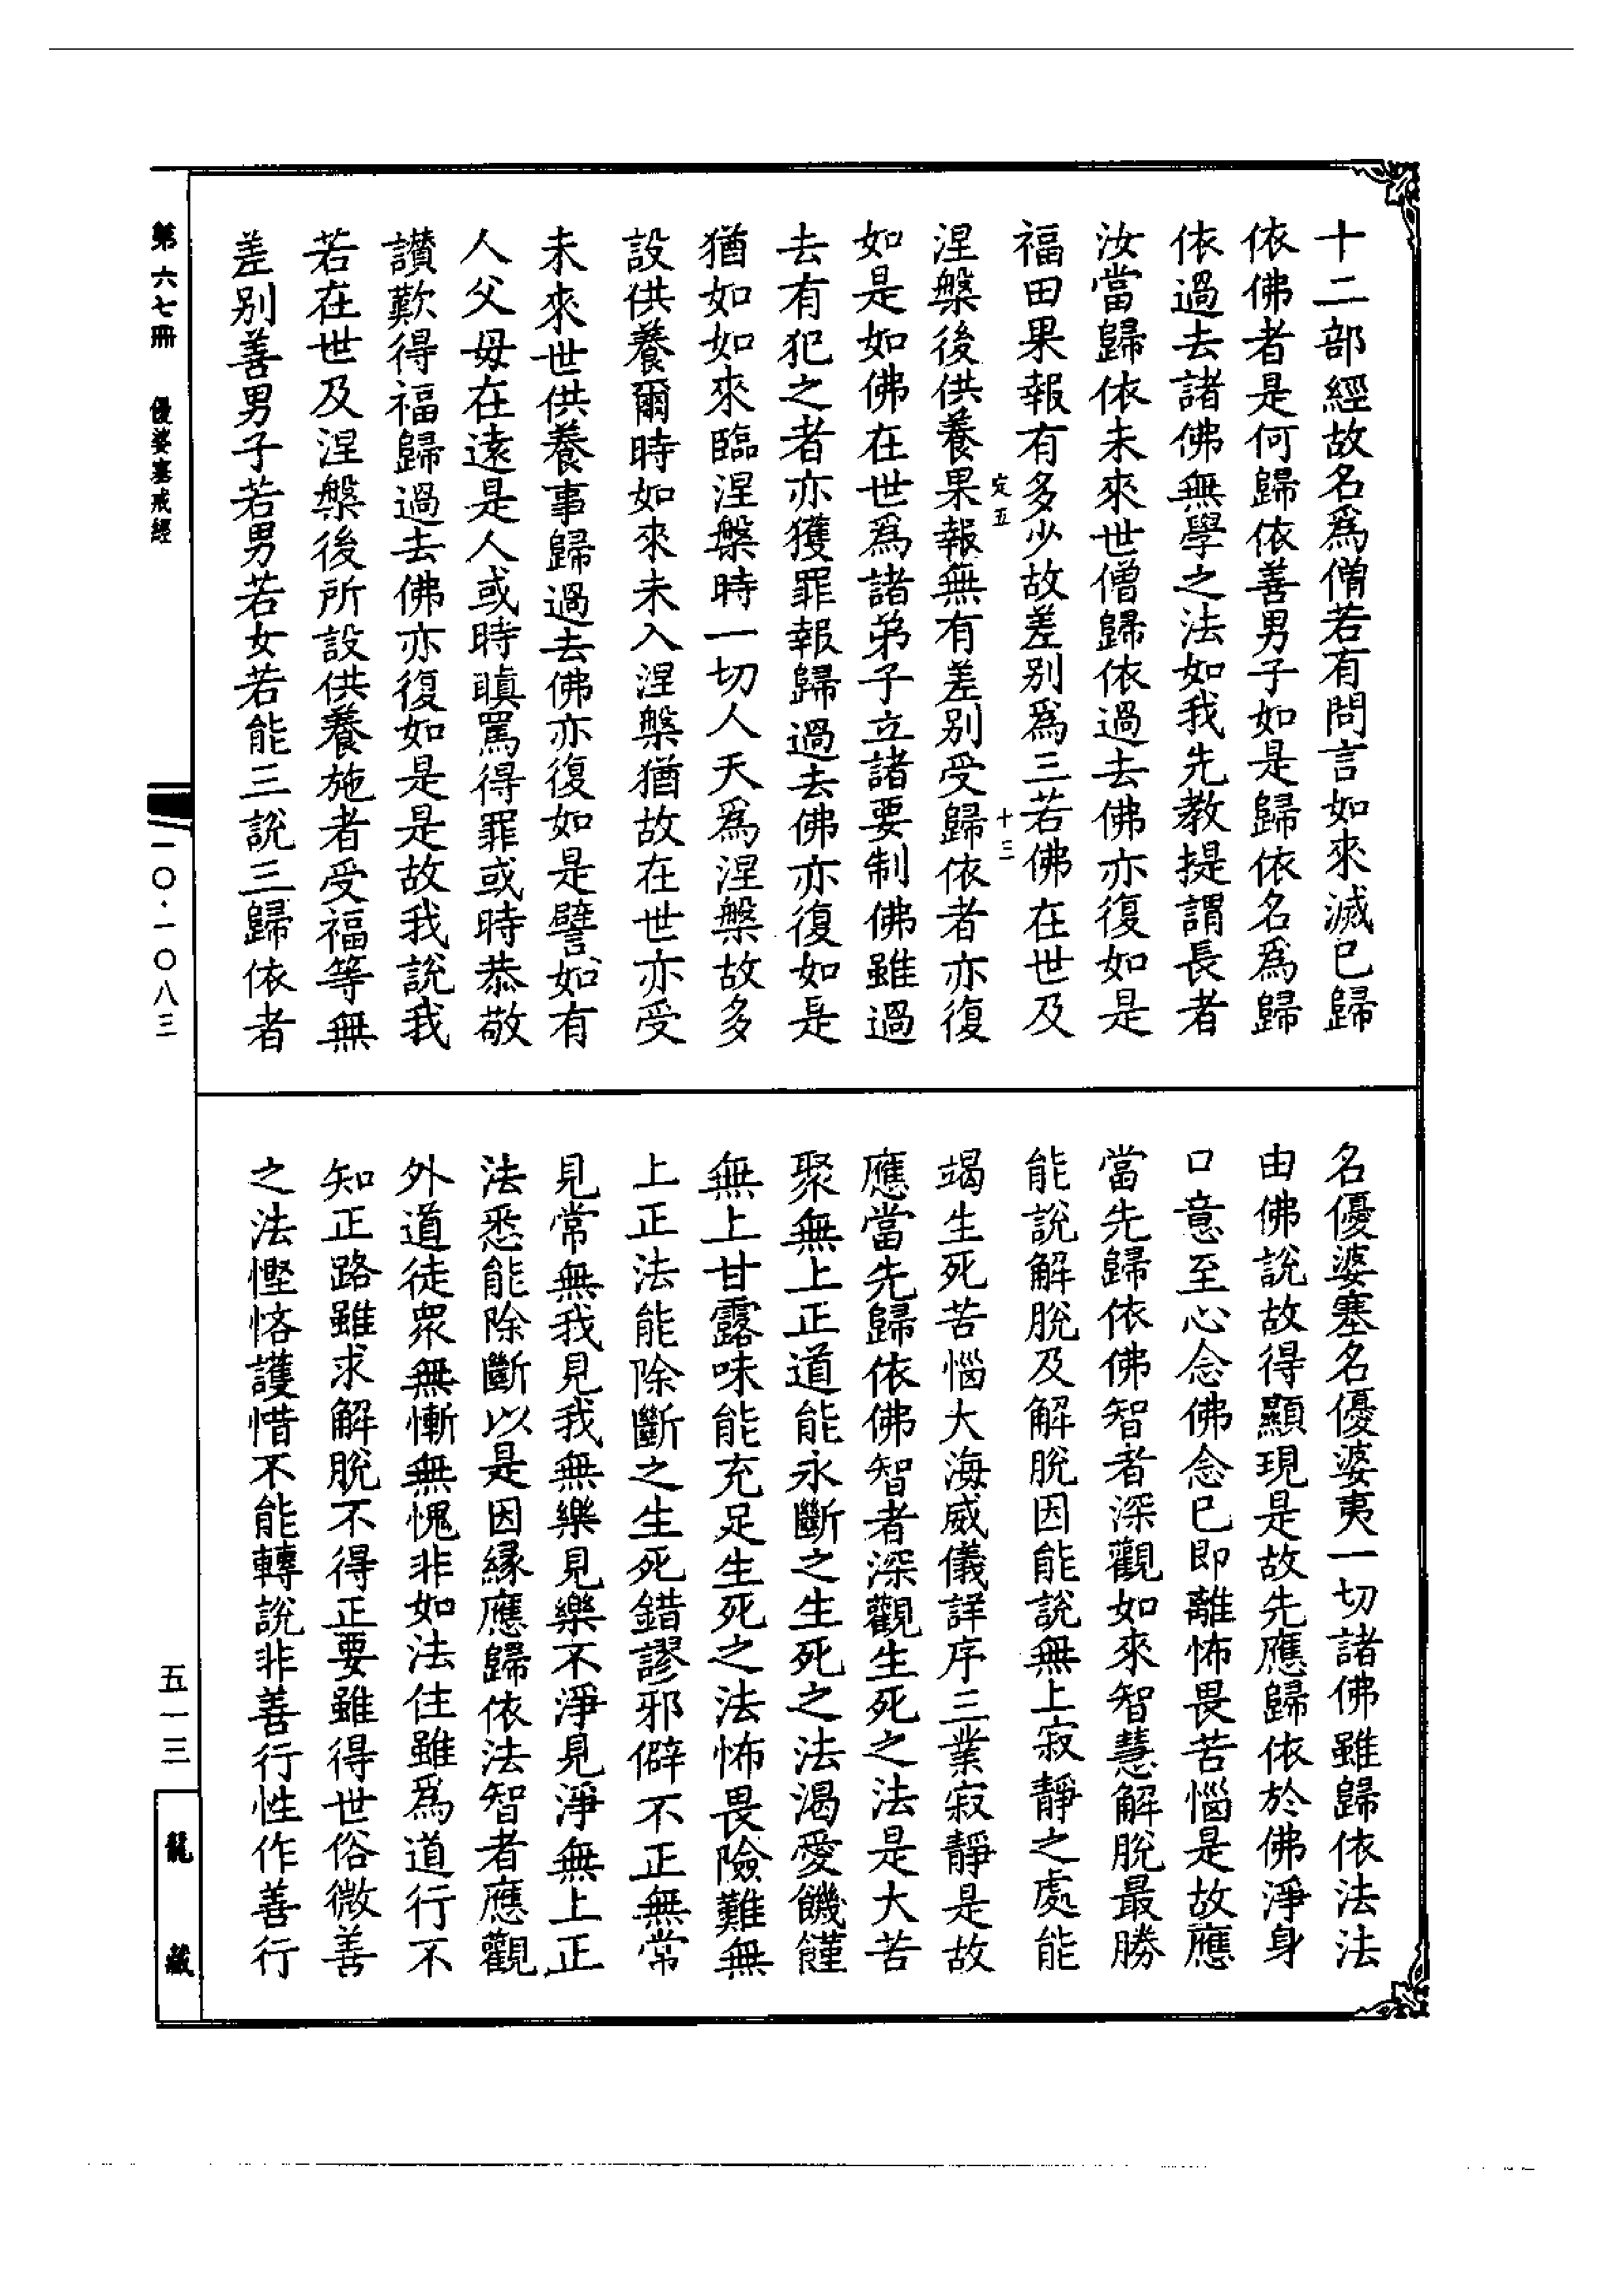 十二部經故名爲僧若有問言如來滅已歸
依佛者是何歸依善男子如是歸依名爲歸
依過去諸佛無學之法如我先教提謂長者
汝當歸依未來世僧歸依過去佛亦復如是
福田果報有多少故差别爲三若佛在世及
定五 十三
涅槃後供養果報無有差别受歸依者亦復
如是如佛在世爲諸弟子立諸要制佛雖過
去有犯之者亦獲罪報歸過去佛亦復如是
猶如如來臨涅槃時一切人天爲涅槃故多
設供養爾時如來未入涅槃猶故在世亦受
未來世供養事歸過去佛亦復如是譬如有
人父母在遠是人或時瞋罵得罪或時恭敬
讃歎得福歸過去佛亦復如是是故我說我
若在世及涅槃後所設供養施者受福等無
差别善男子若男若女若能三說三歸依者
名優婆塞名優婆夷一切諸佛雖歸依法法
由佛說故得顯現是故先應歸依於佛淨身
口意至心念佛念已即離怖畏苦惱是故應
當先歸依佛智者深觀如來智慧解脫最勝
能說解脫及解脫因能說無上寂靜之處能
竭生死苦惱大海威儀詳序三業寂靜是故
應當先歸依佛智者深觀生死之法是大苦
聚無上正道能永斷之生死之法渴愛饑饉
無上甘露味能充足生死之法怖畏險難無
上正法能除斷之生死錯謬邪僻不正無常
見常無我見我無樂見樂不淨見淨無上正
法悉能除斷以是因緣應歸依法智者應觀
外道徒衆無慚無愧非如法住雖爲道行不
知正路雖求解脫不得正要雖得世俗微善
之法慳悋護惜不能轉說非善行性作善行
第六七冊 優婆塞戒經 一〇·一〇八三 五一三 龍藏